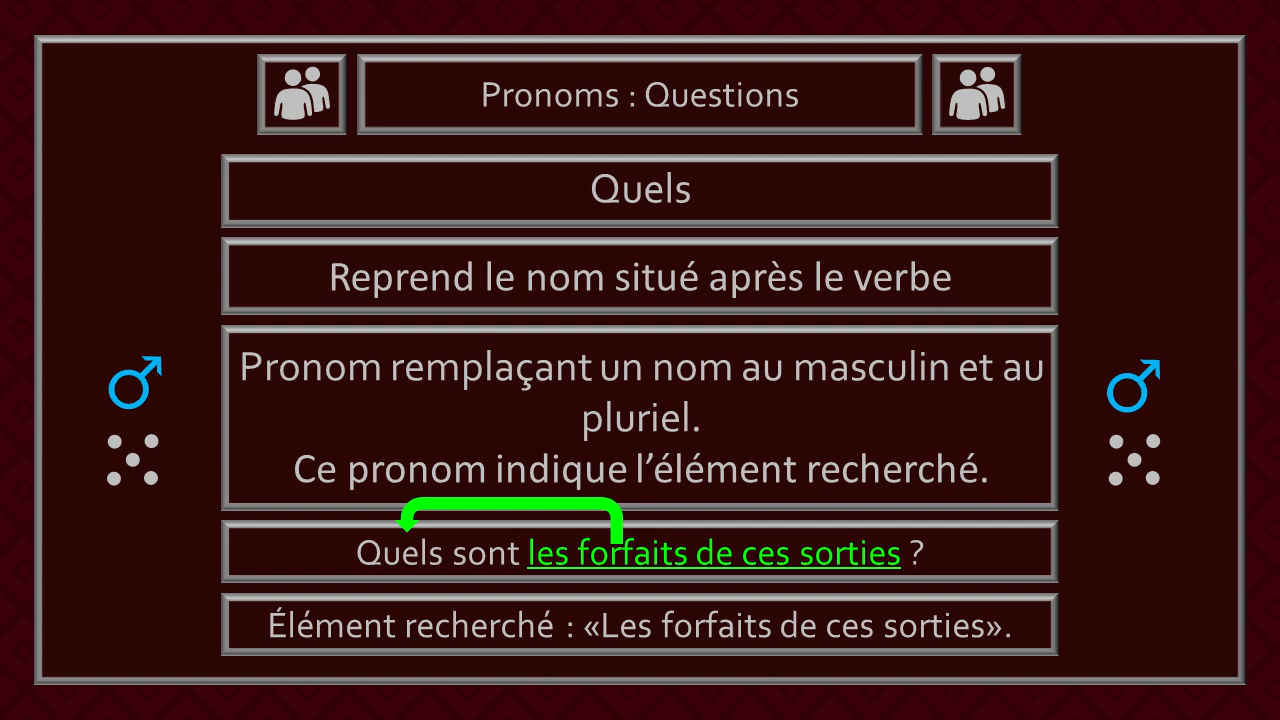 Pronoms : Questions
Quels
Reprend le nom situé après le verbe
Pronom remplaçant un nom au masculin et au
pluriel.
Ce pronom indique l’élément recherché.
Quels sont les forfaits de ces sorties ?
Élément recherché : «Les forfaits de ces sorties».